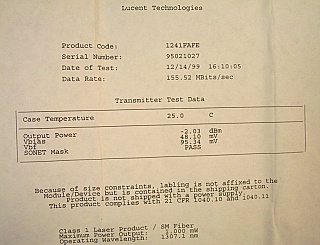 Lucent Technologies
Product Code: 1241FAFE
Serial Number: 95021027
Date of Test: 12/14/99 16:10:05
Data Rate: 155.52 MBits/sec
Transmitter Test Data
Case Temperature 25.0 C
Output Power -2.03 dBm
Vbias 48.10 mV
Vbf 95.34 mV
SONET Mask PASS
Because of size constraints, labling is not affixed to the
Module/Device but is contained in the shipping carton.
Product is not shipped with a power supply.
This product complies with 21 CFR 1040.10 and 1040.11
Class 1 Laser Product / SM Fiber
Maximum Power Output: 1.000 mW
Operating Wavelength: 1307.1 nm